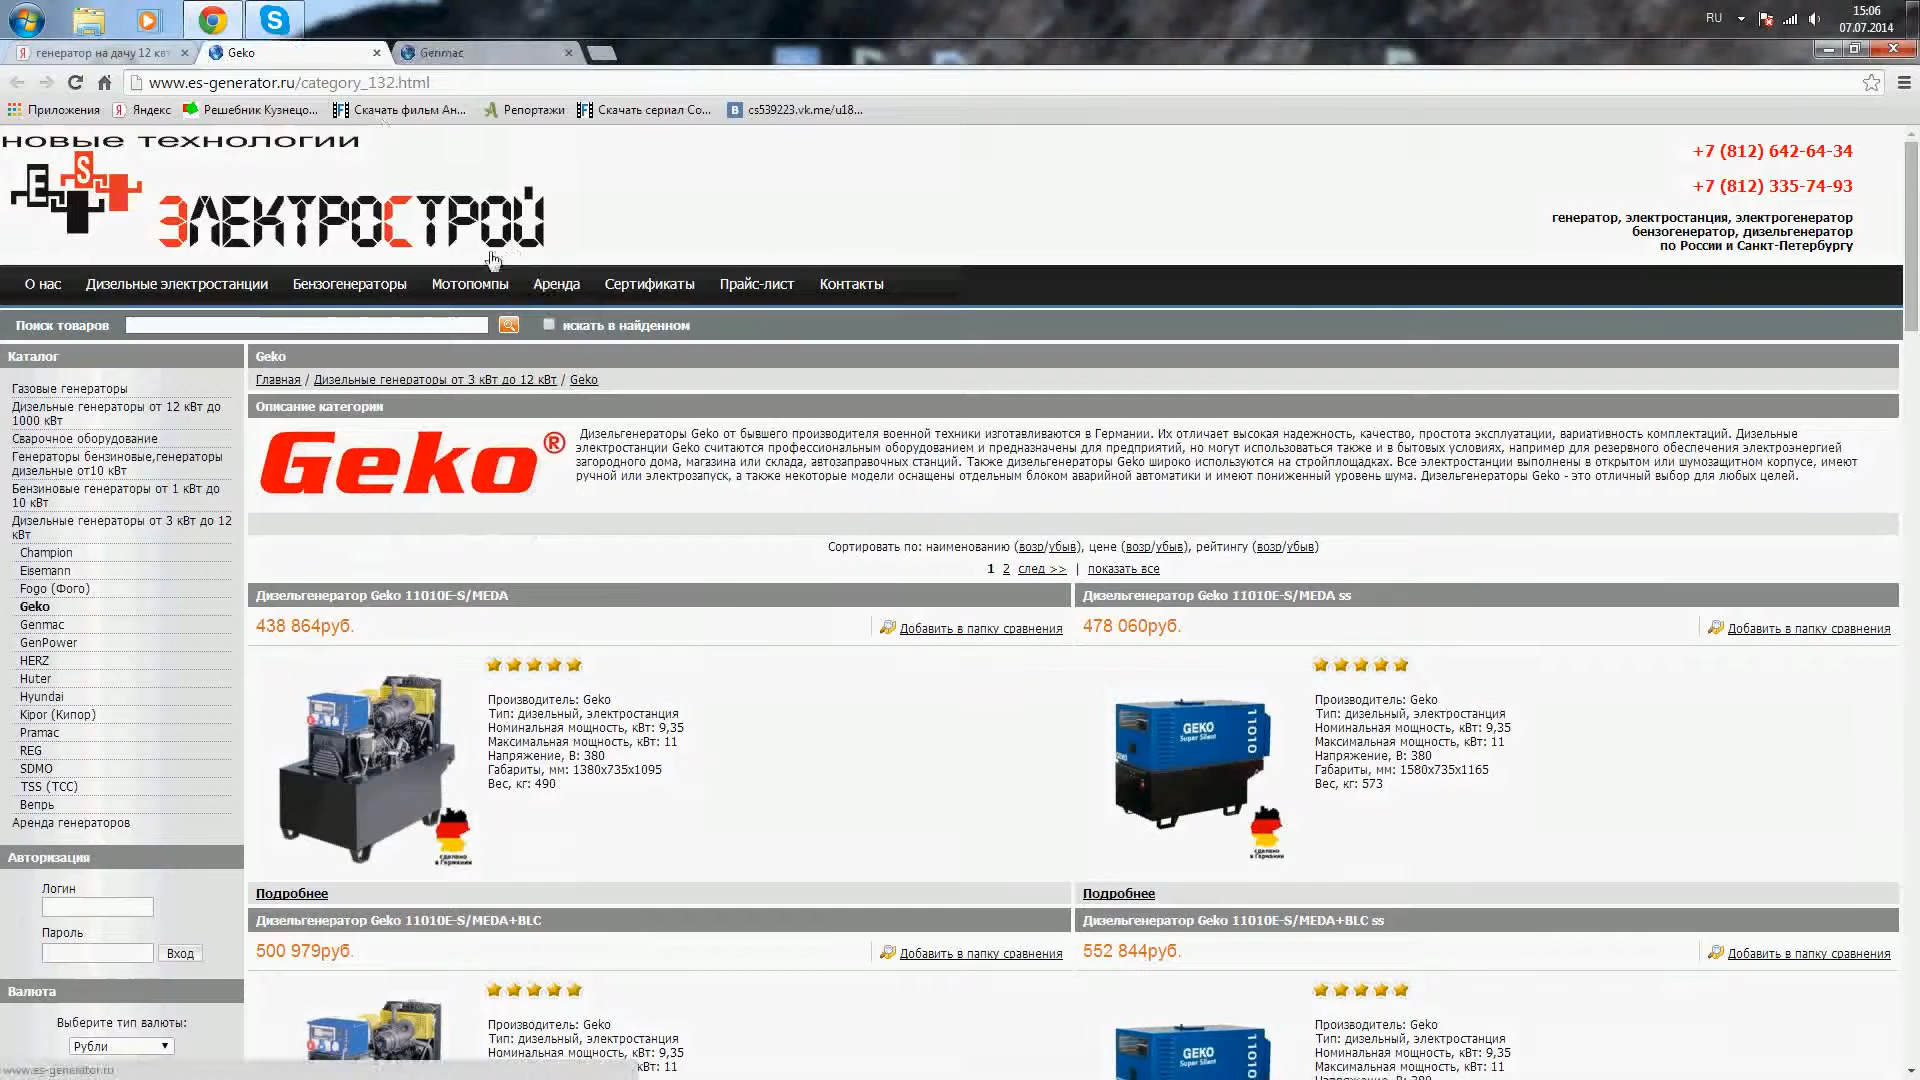 RU
15:06
07.07.2014
генератор на дачу 12 квт
Geko
Genmac
www.es-generator.ru/category_132.html
Приложения
Яндекс
Решебник Кузнецо...
Скачать фильм Ан...
Репортажи
Скачать сериал Со...
cs539223.vk.me/u18...
новые технологии
ES
ЭЛЕКТРОСТРОЙ
+7 (812) 642-64-34
+7 (812) 335-74-93
генератор, электростанция, электрогенератор
бензогенератор, дизельгенератор
по России и Санкт-Петербургу
О нас Дизельные электростанции Бензогенераторы Мотопомпы Аренда Сертификаты Прайс-лист Контакты
Поиск товаров
искать в найденном
Каталог
Газовые генераторы
Дизельные генераторы от 12 кВт до
1000 кВт
Сварочное оборудование
Генераторы бензиновые,генераторы
дизельные от10 кВт
Бензиновые генераторы от 1 кВт до
10 кВт
Дизельные генераторы от 3 кВт до 12
кВт
Champion
Eisemann
Fogo (Фого)
Geko
Genmac
GenPower
HERZ
Huter
Hyundai
Kipor (Кипор)
Pramac
REG
SDMO
TSS (ТСС)
Вепрь
Аренда генераторов
Авторизация
Логин
Пароль
Вход
Валюта
Выберите тип валюты:
Рубли
www.es-generator.ru
Geko
Главная / Дизельные генераторы от 3 кВт до 12 кВт / Geko
Описание категории
Geko®
Дизельгенераторы Geko от бывшего производителя военной техники изготавливаются в Германии. Их отличает высокая надежность, качество, простота эксплуатации, вариативность комплектаций. Дизельные
электростанции Geko считаются профессиональным оборудованием и предназначены для предприятий, но могут использоваться также и в бытовых условиях, например для резервного обеспечения электроэнергией
загородного дома, магазина или склада, автозаправочных станций. Также дизельгенераторы Geko широко используются на стройплощадках. Все электростанции выполнены в открытом или шумозащитном корпусе, имеют
ручной или электрозапуск, а также некоторые модели оснащены отдельным блоком аварийной автоматики и имеют пониженный уровень шума. Дизельгенераторы Geko - это отличный выбор для любых целей.
Сортировать по: наименованию (возр/убыв), цене (возр/убыв), рейтингу (возр/убыв)
1 2 след >> | показать все
Дизельгенератор Geko 11010E-S/MEDA
438 864руб.
Добавить в папку сравнения
Производитель: Geko
Тип: дизельный, электростанция
Номинальная мощность, кВт: 9,35
Максимальная мощность, кВт: 11
Напряжение, В: 380
Габариты, мм: 1380x735x1095
Вес, кг: 490
сделано
в Германии
Подробнее
Дизельгенератор Geko 11010E-S/MEDA ss
478 060руб.
Добавить в папку сравнения
GEKO
Super Silent
11010
GEKO
Производитель: Geko
Тип: дизельный, электростанция
Номинальная мощность, кВт: 9,35
Максимальная мощность, кВт: 11
Напряжение, В: 380
Габариты, мм: 1580x735x1165
Вес, кг: 573
сделано
в Германии
Подробнее
Дизельгенератор Geko 11010E-S/MEDA+BLC
500 979руб.
Добавить в папку сравнения
Производитель: Geko
Тип: дизельный, электростанция
Номинальная мощность, кВт: 9,35
кВт: 11
Дизельгенератор Geko 11010E-S/MEDA+BLC ss
552 844руб.
Добавить в папку сравнения
GEKO
Super Silent
Производитель: Geko
Тип: дизельный, электростанция
Номинальная мощность, кВт: 9,35
Максимальная мощность, кВт: 11
Напряжение, В: 380